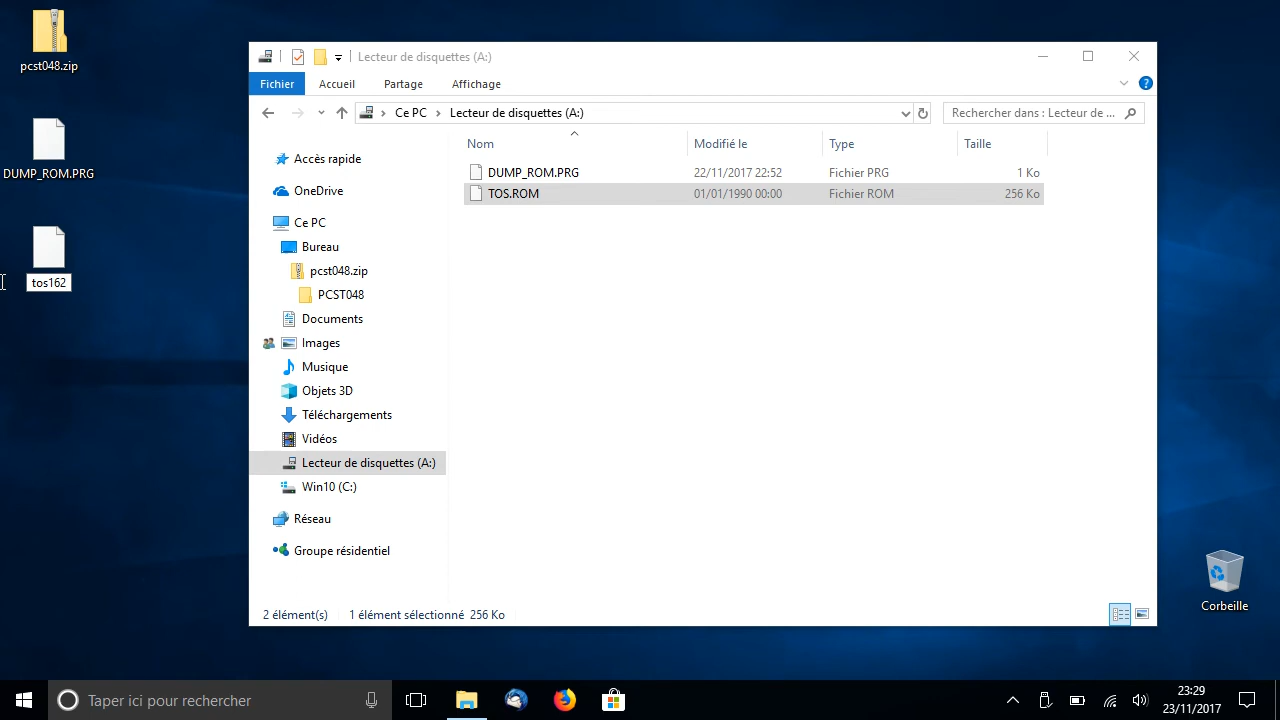 pcst048.zip
DUMP_ROM.PRG
tos162
Lecteur de disquettes (A:)
Fichier
Accueil
Partage
Affichage
Ce PC
Lecteur de disquettes (A:)
Rechercher dans : Lecteur de ...
Accès rapide
OneDrive
Ce PC
Bureau
pcst048.zip
PCST048
Documents
Images
Musique
Objets 3D
Téléchargements
Vidéos
Lecteur de disquettes (A:)
Win10 (C:)
Réseau
Groupe résidentiel
Nom Modifié le Type Taille
DUMP_ROM.PRG 22/11/2017 22:52 Fichier PRG 1 Ko
TOS.ROM 01/01/1990 00:00 Fichier ROM 256 Ko
2 élément(s) 1 élément sélectionné 256 Ko
Corbeille
Taper ici pour rechercher
23:29
23/11/2017